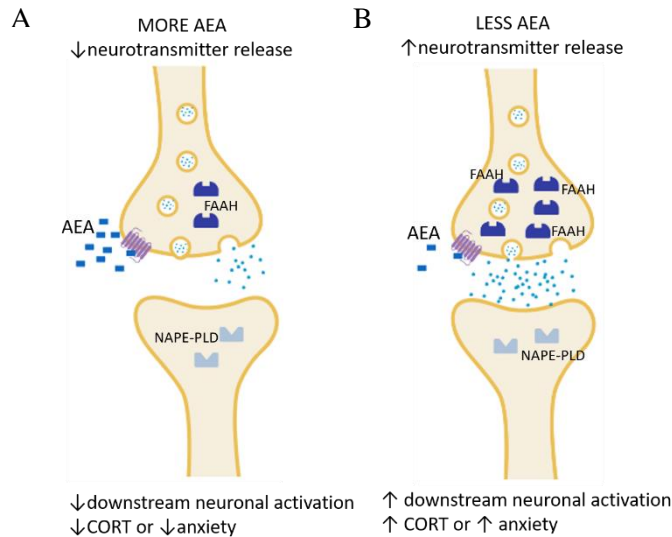 A
MORE AEA
↓neurotransmitter release
FAAH
AEA
NAPE-PLD
↓downstream neuronal activation
↓CORT or ↓anxiety
B
LESS AEA
↑neurotransmitter release
FAAH
FAAH
AEA
FAAH
NAPE-PLD
↑ downstream neuronal activation
↑ CORT or ↑ anxiety